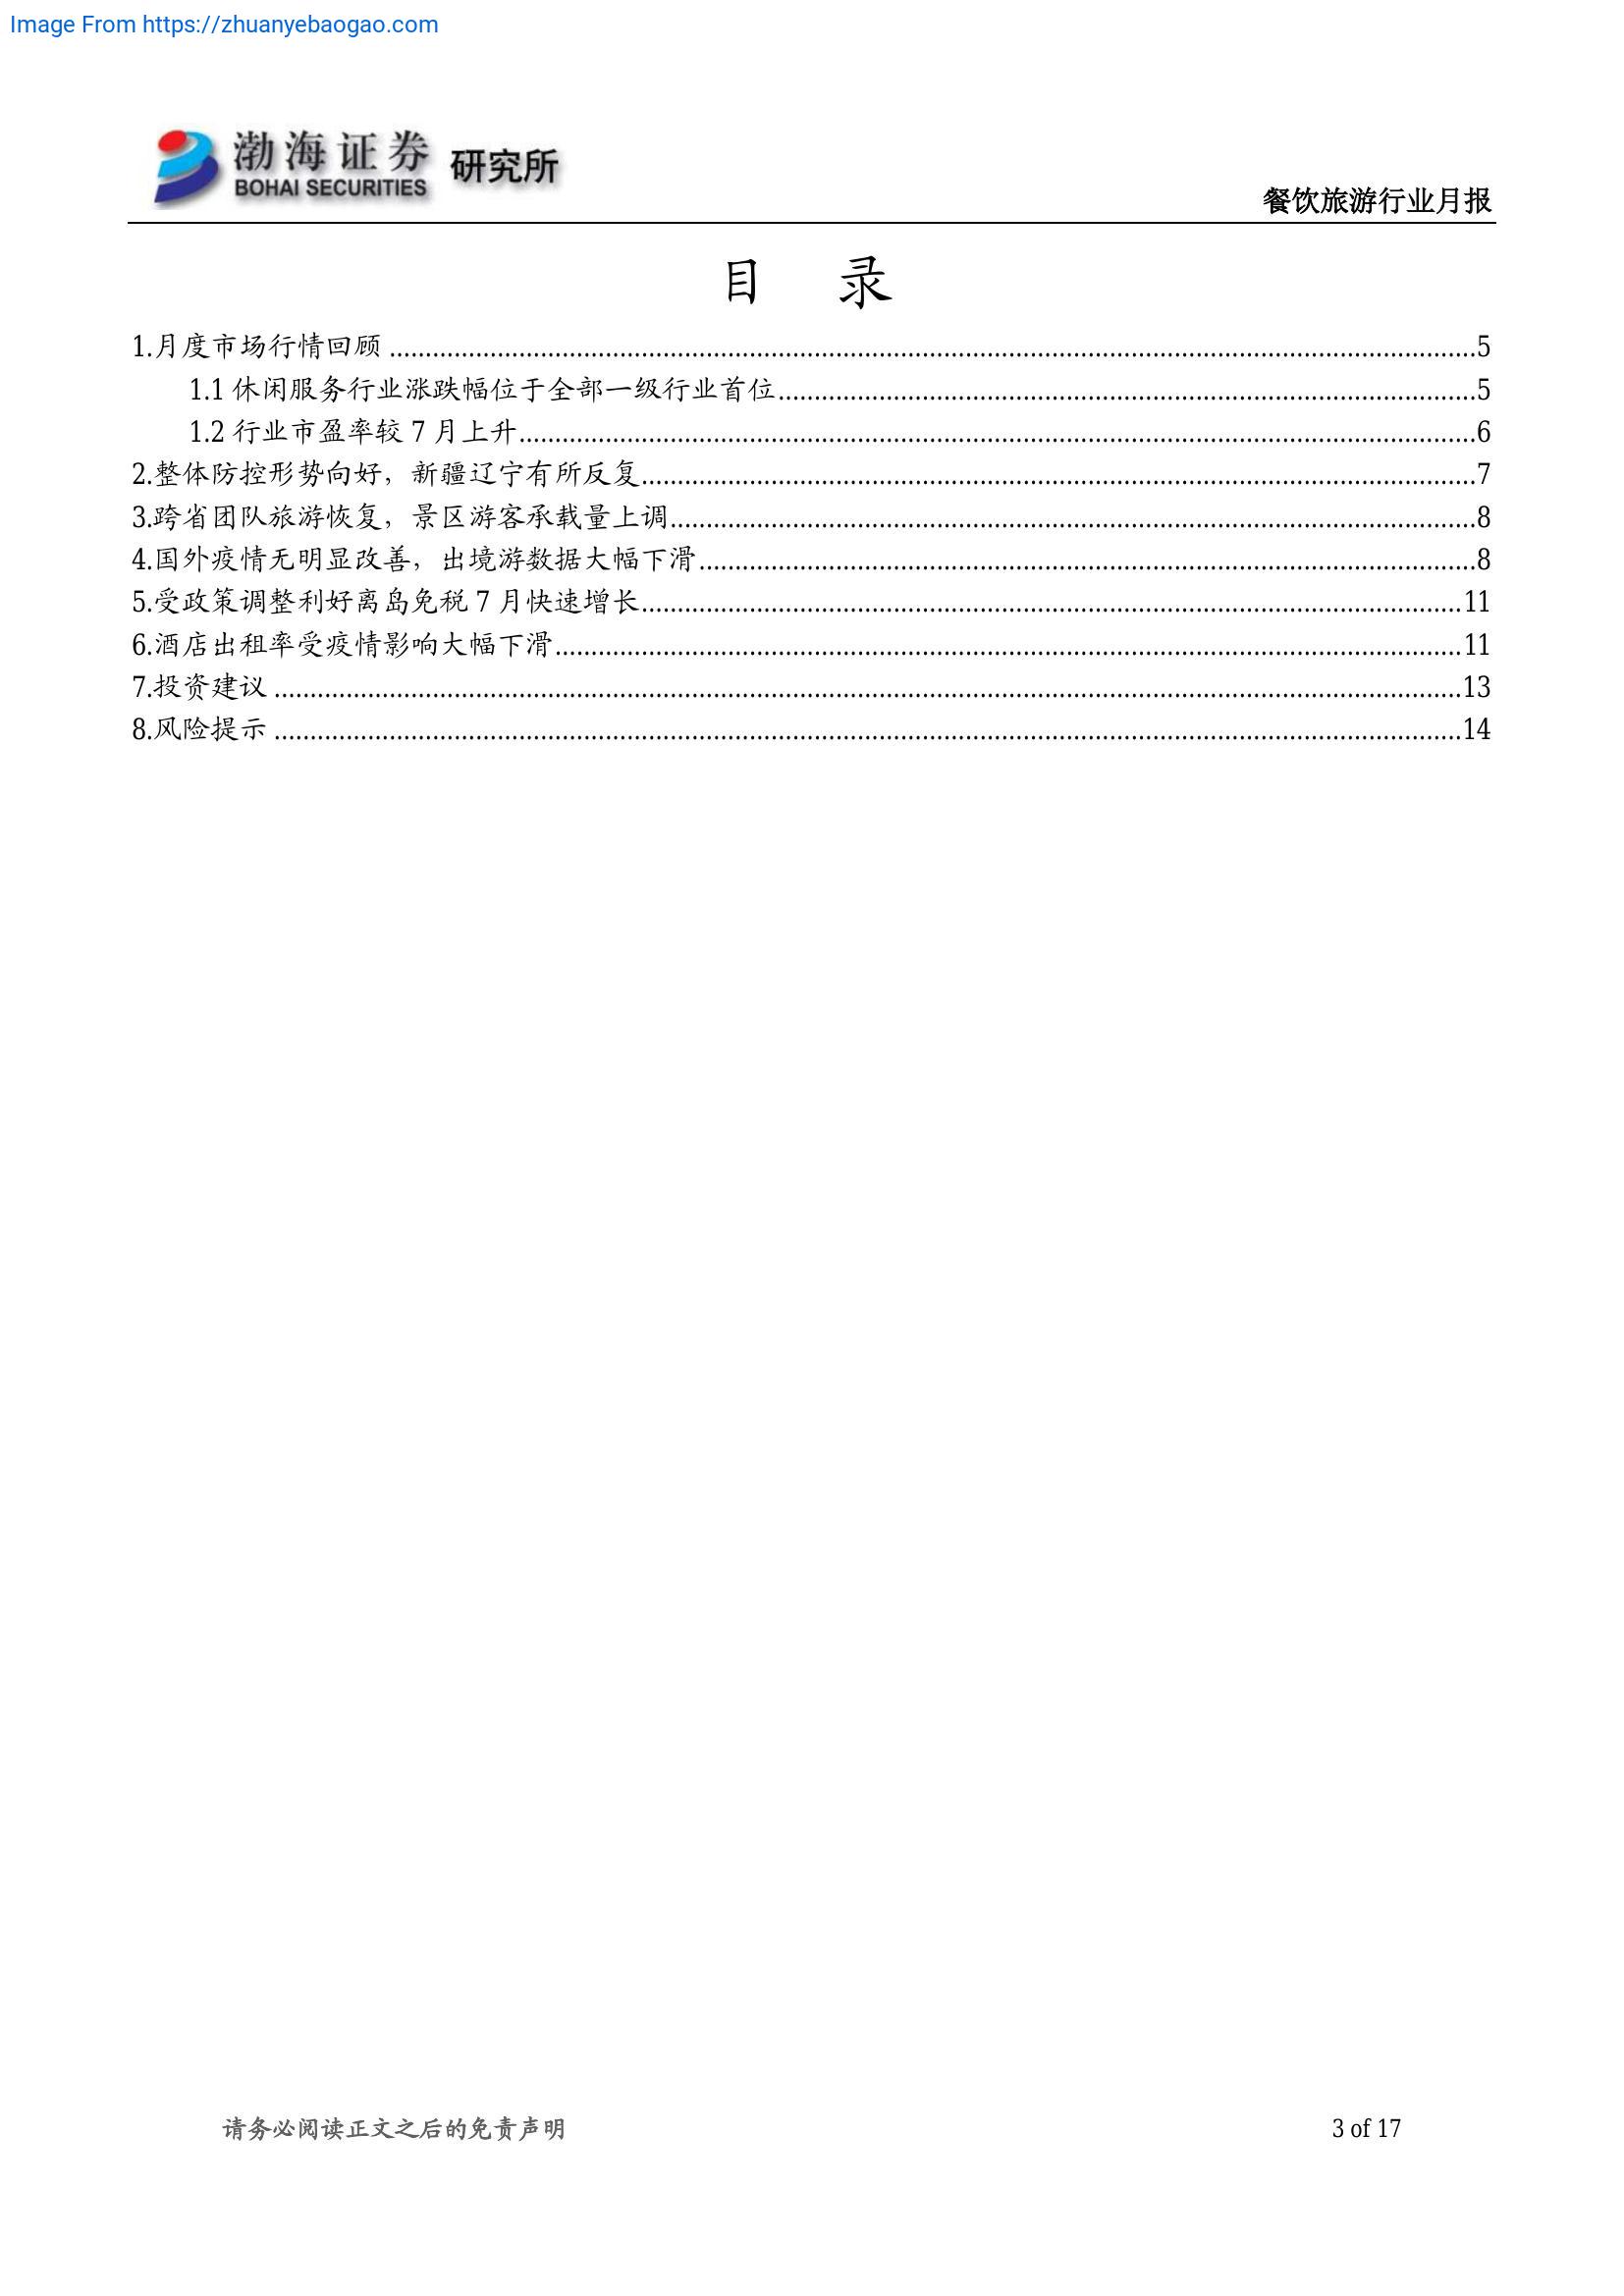 Image From https://zhuanyebaogao.com
渤海证券 研究所
BOHAI SECURITIES
餐饮旅游行业月报
目 录
1.月度市场行情回顾 ........ 5
1.1 休闲服务行业涨跌幅位于全部一级行业首位........ 5
1.2 行业市盈率较 7 月上升........ 6
2.整体防控形势向好，新疆辽宁有所反复........ 7
3.跨省团队旅游恢复，景区游客承载量上调........ 8
4.国外疫情无明显改善，出境游数据大幅下滑........ 8
5.受政策调整利好离岛免税 7 月快速增长........ 11
6.酒店出租率受疫情影响大幅下滑........ 11
7.投资建议 ........ 13
8.风险提示 ........ 14
请务必阅读正文之后的免责声明
3 of 17